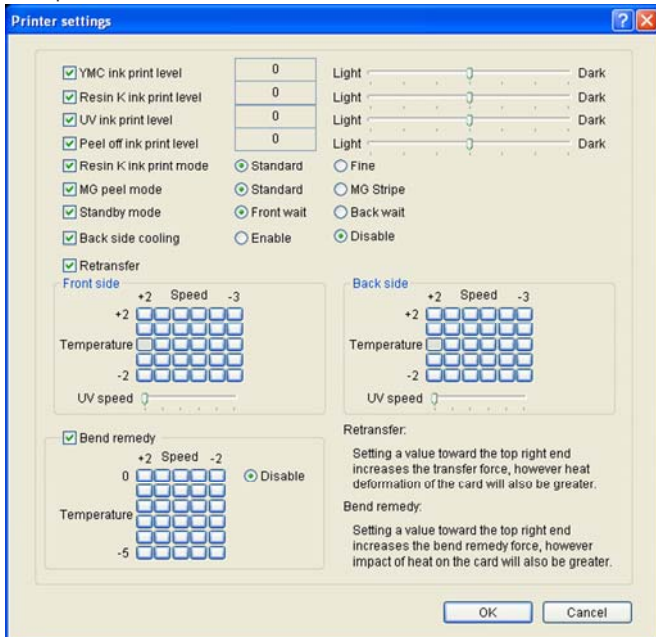 Printer settings
YMC ink print level 0 Light Dark
Resin K ink print level 0 Light Dark
UV ink print level 0 Light Dark
Peel off ink print level 0 Light Dark
Resin K ink print mode Standard Fine
MG peel mode Standard MG Stripe
Standby mode Front wait Back wait
Back side cooling Enable Disable
Retransfer
Front side
+2 Speed -3
+2
Temperature
-2
UV speed
Back side
+2 Speed -3
+2
Temperature
-2
UV speed
Bend remedy
+2 Speed -2
0 Disable
Temperature
-5
Retransfer:
Setting a value toward the top right end
increases the transfer force, however heat
deformation of the card will also be greater.
Bend remedy:
Setting a value toward the top right end
increases the bend remedy force, however
impact of heat on the card will also be greater.
OK Cancel